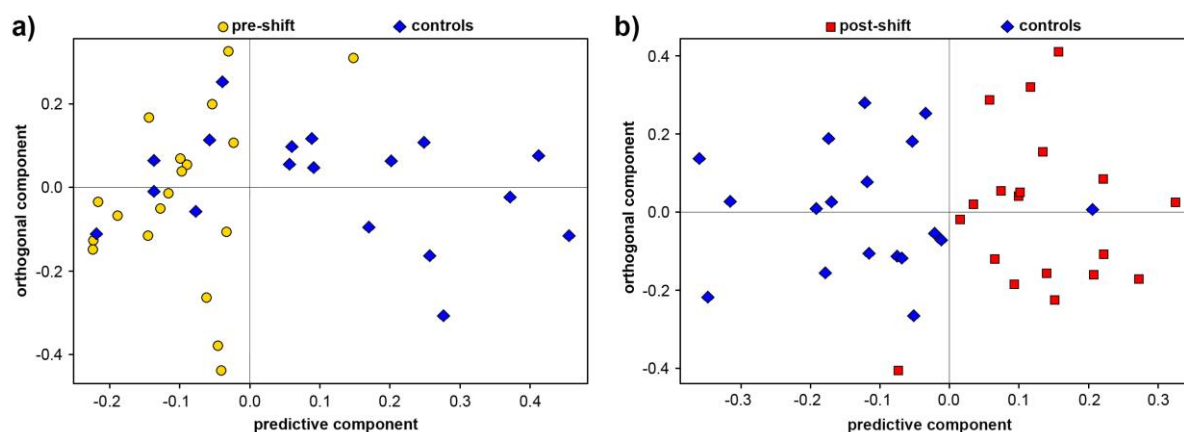 a)
pre-shift controls
0.2
0.0
-0.2
-0.4
orthogonal component
-0.2 -0.1 0.0 0.1 0.2 0.3 0.4
predictive component
b)
post-shift controls
0.4
0.2
0.0
-0.2
-0.4
orthogonal component
-0.3 -0.2 -0.1 0.0 0.1 0.2 0.3
predictive component